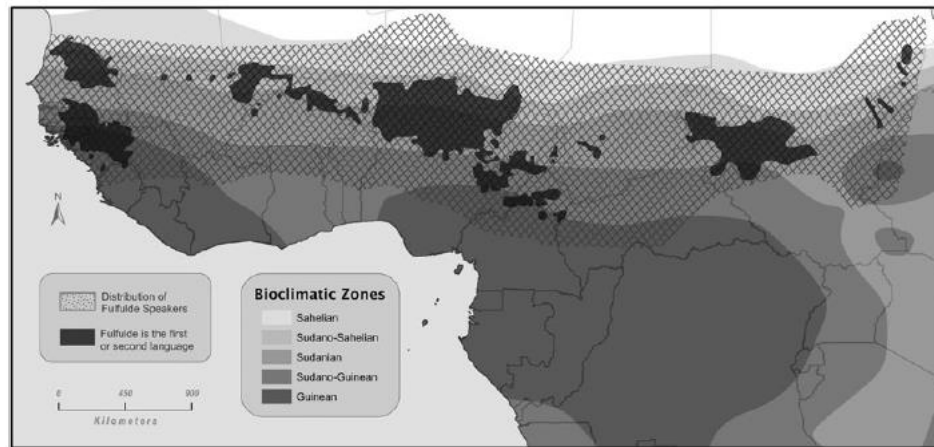 N
Distribution of
Fulfulde Speakers
Fulfulde is the first
or second language
0 450 900
Kilometers
Bioclimatic Zones
Sahelian
Sudano-Sahelian
Sudanian
Sudano-Guinean
Guinean